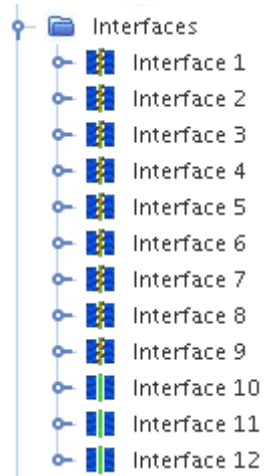 Interfaces
Interface 1
Interface 2
Interface 3
Interface 4
Interface 5
Interface 6
Interface 7
Interface 8
Interface 9
Interface 10
Interface 11
Interface 12